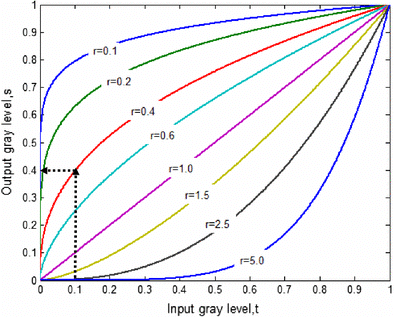 1
0.9
0.8
0.7
0.6
0.5
0.4
0.3
0.2
0.1
0
Output gray level,s
r=0.1
r=0.2
r=0.4
r=0.6
r=1.0
r=1.5
r=2.5
r=5.0
0 0.1 0.2 0.3 0.4 0.5 0.6 0.7 0.8 0.9 1
Input gray level,t